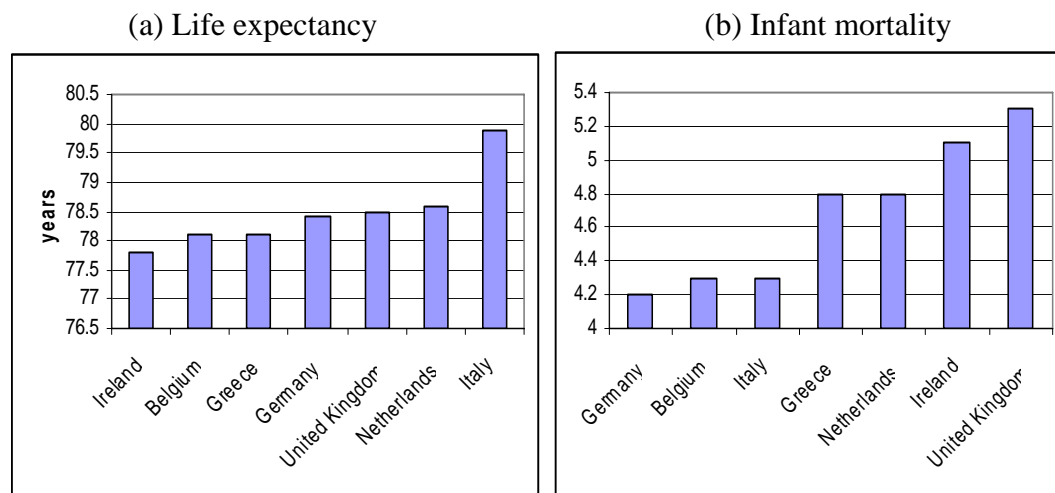 (a) Life expectancy
80.5
80
79.5
79
78.5
78
77.5
77
76.5
years
Ireland
Belgium
Greece
Germany
United Kingdom
Netherlands
Italy
(b) Infant mortality
5.4
5.2
5
4.8
4.6
4.4
4.2
4
Germany
Belgium
Italy
Greece
Netherlands
Ireland
United Kingdom